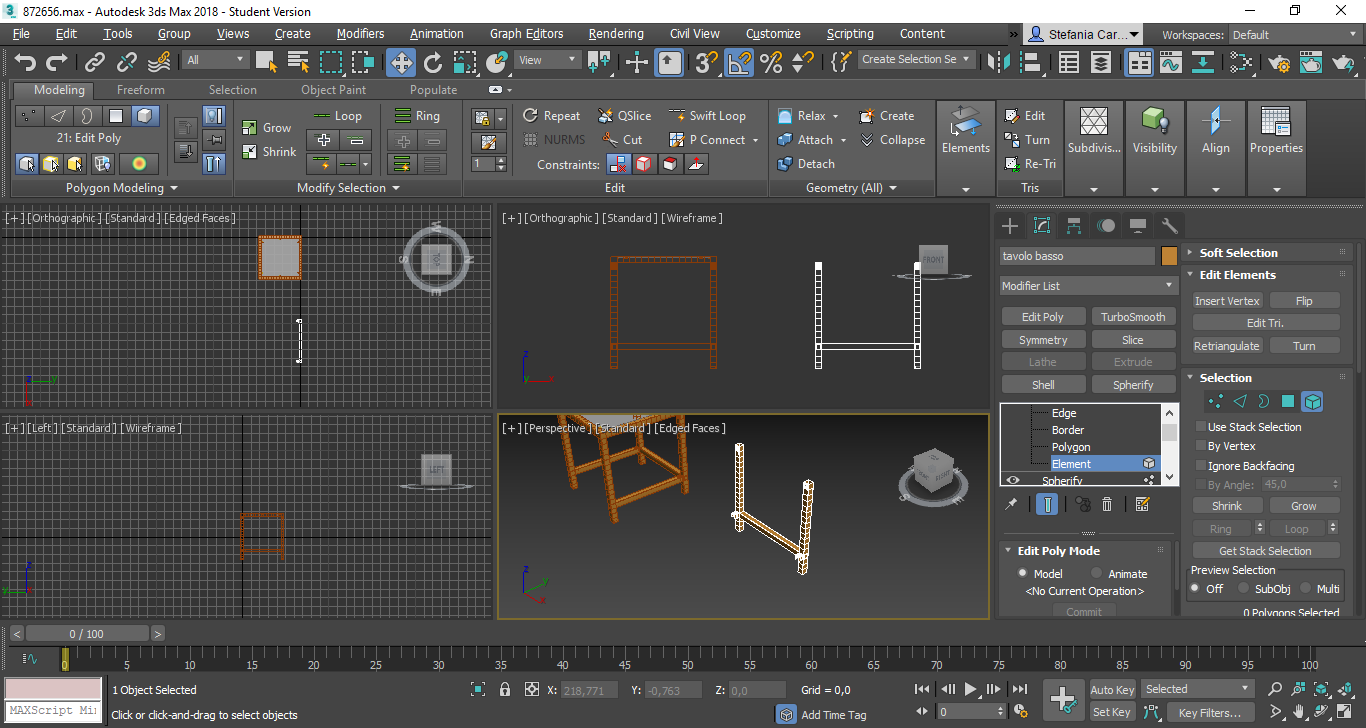 872656.max - Autodesk 3ds Max 2018 - Student Version
File Edit Tools Group Views Create Modifiers Animation Graph Editors Rendering Civil View Customize Scripting Content » Stefania Car... Workspaces: Default
All View Create Selection Se
Modeling Freeform Selection Object Paint Populate
21: Edit Poly
Polygon Modeling
Grow
Shrink
Loop
Ring
Modify Selection
1
Repeat QSlice Swift Loop
NURMS Cut P Connect
Constraints:
Edit
Relax Create
Attach Collapse
Detach
Geometry (All)
Elements
Edit
Turn
Re-Tri
Tris
Subdivis...
Visibility
Align
Properties
[+] [Orthographic] [Standard] [Edged Faces]
W
S N
TOP
E
z y
[+] [Orthographic] [Standard] [Wireframe]
FRONT
z
y x
[+] [Left] [Standard] [Wireframe]
LEFT
z
y
[+] [Perspective] [Standard] [Edged Faces]
S E
z
y
x
tavolo basso
Modifier List
Edit Poly TurboSmooth
Symmetry Slice
Lathe Extrude
Shell Spherify
Edge
Border
Polygon
Element
Spherify
Edit Poly Mode
Model Animate
<No Current Operation>
Commit
Soft Selection
Edit Elements
Insert Vertex Flip
Edit Tri.
Retriangulate Turn
Selection
Use Stack Selection
By Vertex
Ignore Backfacing
By Angle: 45,0
Shrink Grow
Ring Loop
Get Stack Selection
Preview Selection
Off SubObj Multi
0 Polygons Selected
< 0 / 100 >
0 5 10 15 20 25 30 35 40 45 50 55 60 65 70 75 80 85 90 95 100
1 Object Selected X: 218,771 Y: -0,763 Z: 0,0 Grid = 0,0 Auto Key Selected
MAXScript Mi
Click or click-and-drag to select objects Add Time Tag 0 Set Key Key Filters...